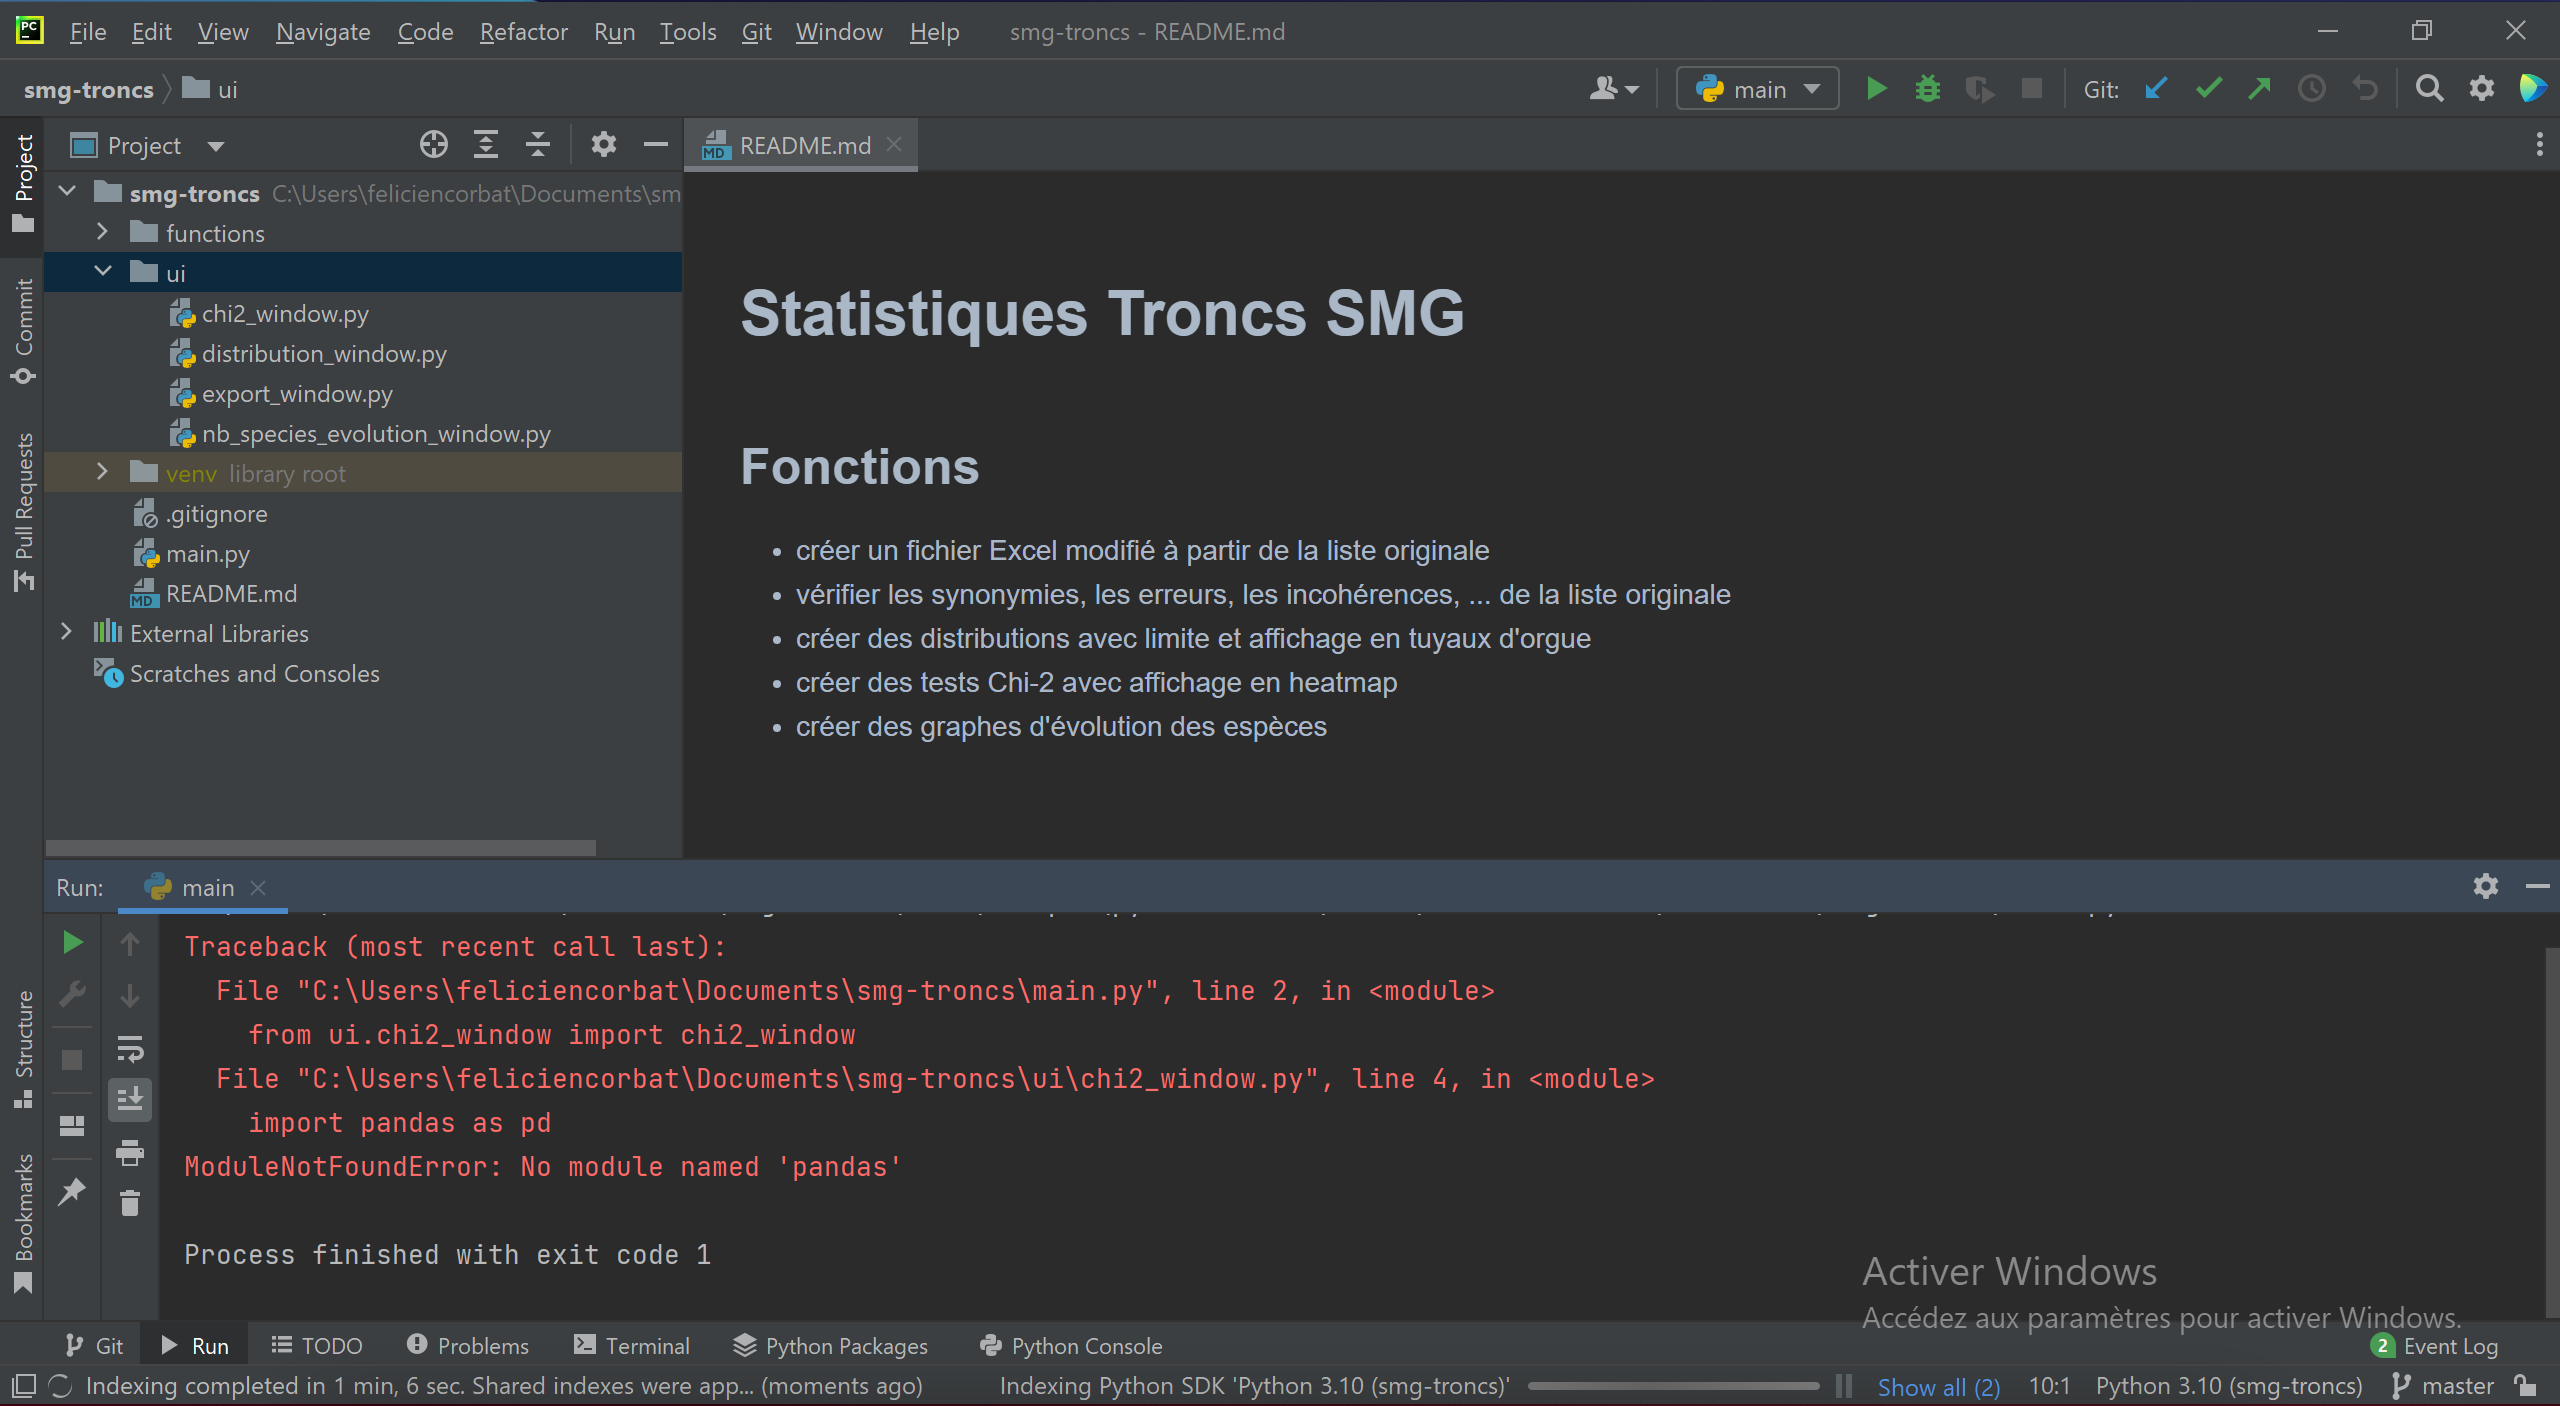 PC File Edit View Navigate Code Refactor Run Tools Git Window Help smg-troncs - README.md
smg-troncs ui main Git:
Project README.md
smg-troncs C:\Users\feliciencorbat\Documents\sm
functions
ui
chi2_window.py
distribution_window.py
export_window.py
nb_species_evolution_window.py
venv library root
.gitignore
main.py
README.md
External Libraries
Scratches and Consoles
Project
Commit
Pull Requests
Structure
Bookmarks
Statistiques Troncs SMG
Fonctions
• créer un fichier Excel modifié à partir de la liste originale
• vérifier les synonymies, les erreurs, les incohérences, ... de la liste originale
• créer des distributions avec limite et affichage en tuyaux d'orgue
• créer des tests Chi-2 avec affichage en heatmap
• créer des graphes d'évolution des espèces
Run: main
Traceback (most recent call last):
File "C:\Users\feliciencorbat\Documents\smg-troncs\main.py", line 2, in <module>
from ui.chi2_window import chi2_window
File "C:\Users\feliciencorbat\Documents\smg-troncs\ui\chi2_window.py", line 4, in <module>
import pandas as pd
ModuleNotFoundError: No module named 'pandas'
Process finished with exit code 1
Activer Windows
Accédez aux paramètres pour activer Windows.
Git Run TODO Problems Terminal Python Packages Python Console 2 Event Log
Indexing completed in 1 min, 6 sec. Shared indexes were app... (moments ago) Indexing Python SDK 'Python 3.10 (smg-troncs)' Show all (2) 10:1 Python 3.10 (smg-troncs) master